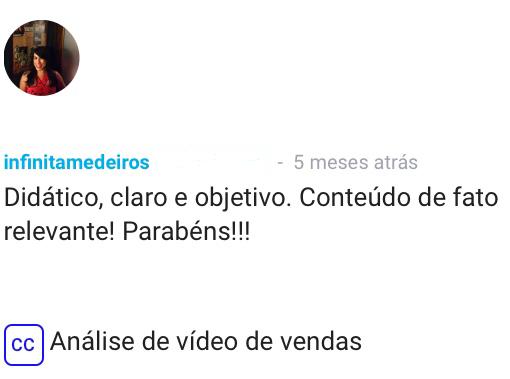 infinitamedeiros - 5 meses atrás
Didático, claro e objetivo. Conteúdo de fato
relevante! Parabéns!!!
cc Análise de vídeo de vendas